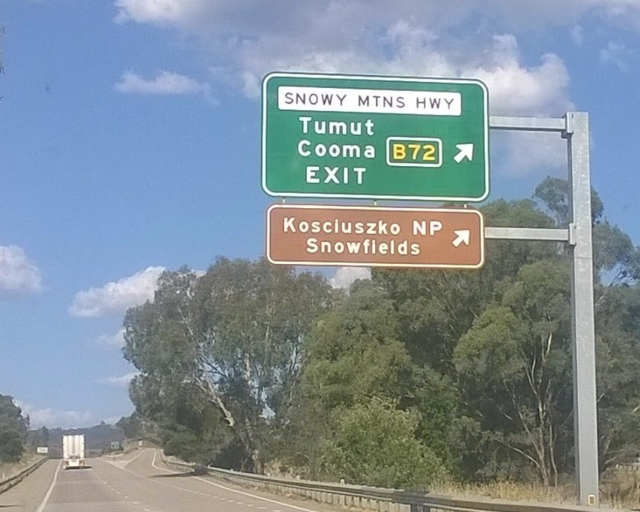 SNOWY MTNS HWY
Tumut
Cooma B72
EXIT
Kosciuszko NP
Snowfields